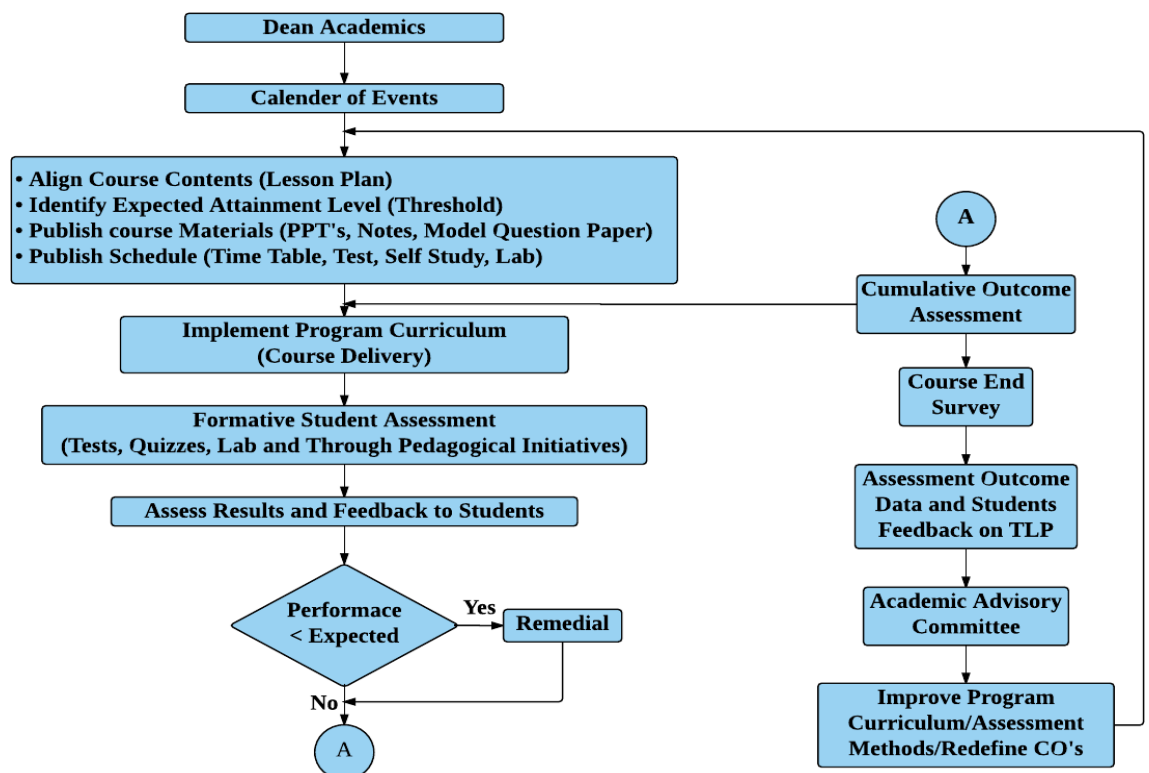 Dean Academics
Calender of Events
• Align Course Contents (Lesson Plan)
• Identify Expected Attainment Level (Threshold)
• Publish course Materials (PPT's, Notes, Model Question Paper)
• Publish Schedule (Time Table, Test, Self Study, Lab)
Implement Program Curriculum
(Course Delivery)
Formative Student Assessment
(Tests, Quizzes, Lab and Through Pedagogical Initiatives)
Assess Results and Feedback to Students
Performace
< Expected
Yes
Remedial
No
A
A
Cumulative Outcome
Assessment
Course End
Survey
Assessment Outcome
Data and Students
Feedback on TLP
Academic Advisory
Committee
Improve Program
Curriculum/Assessment
Methods/Redefine CO's